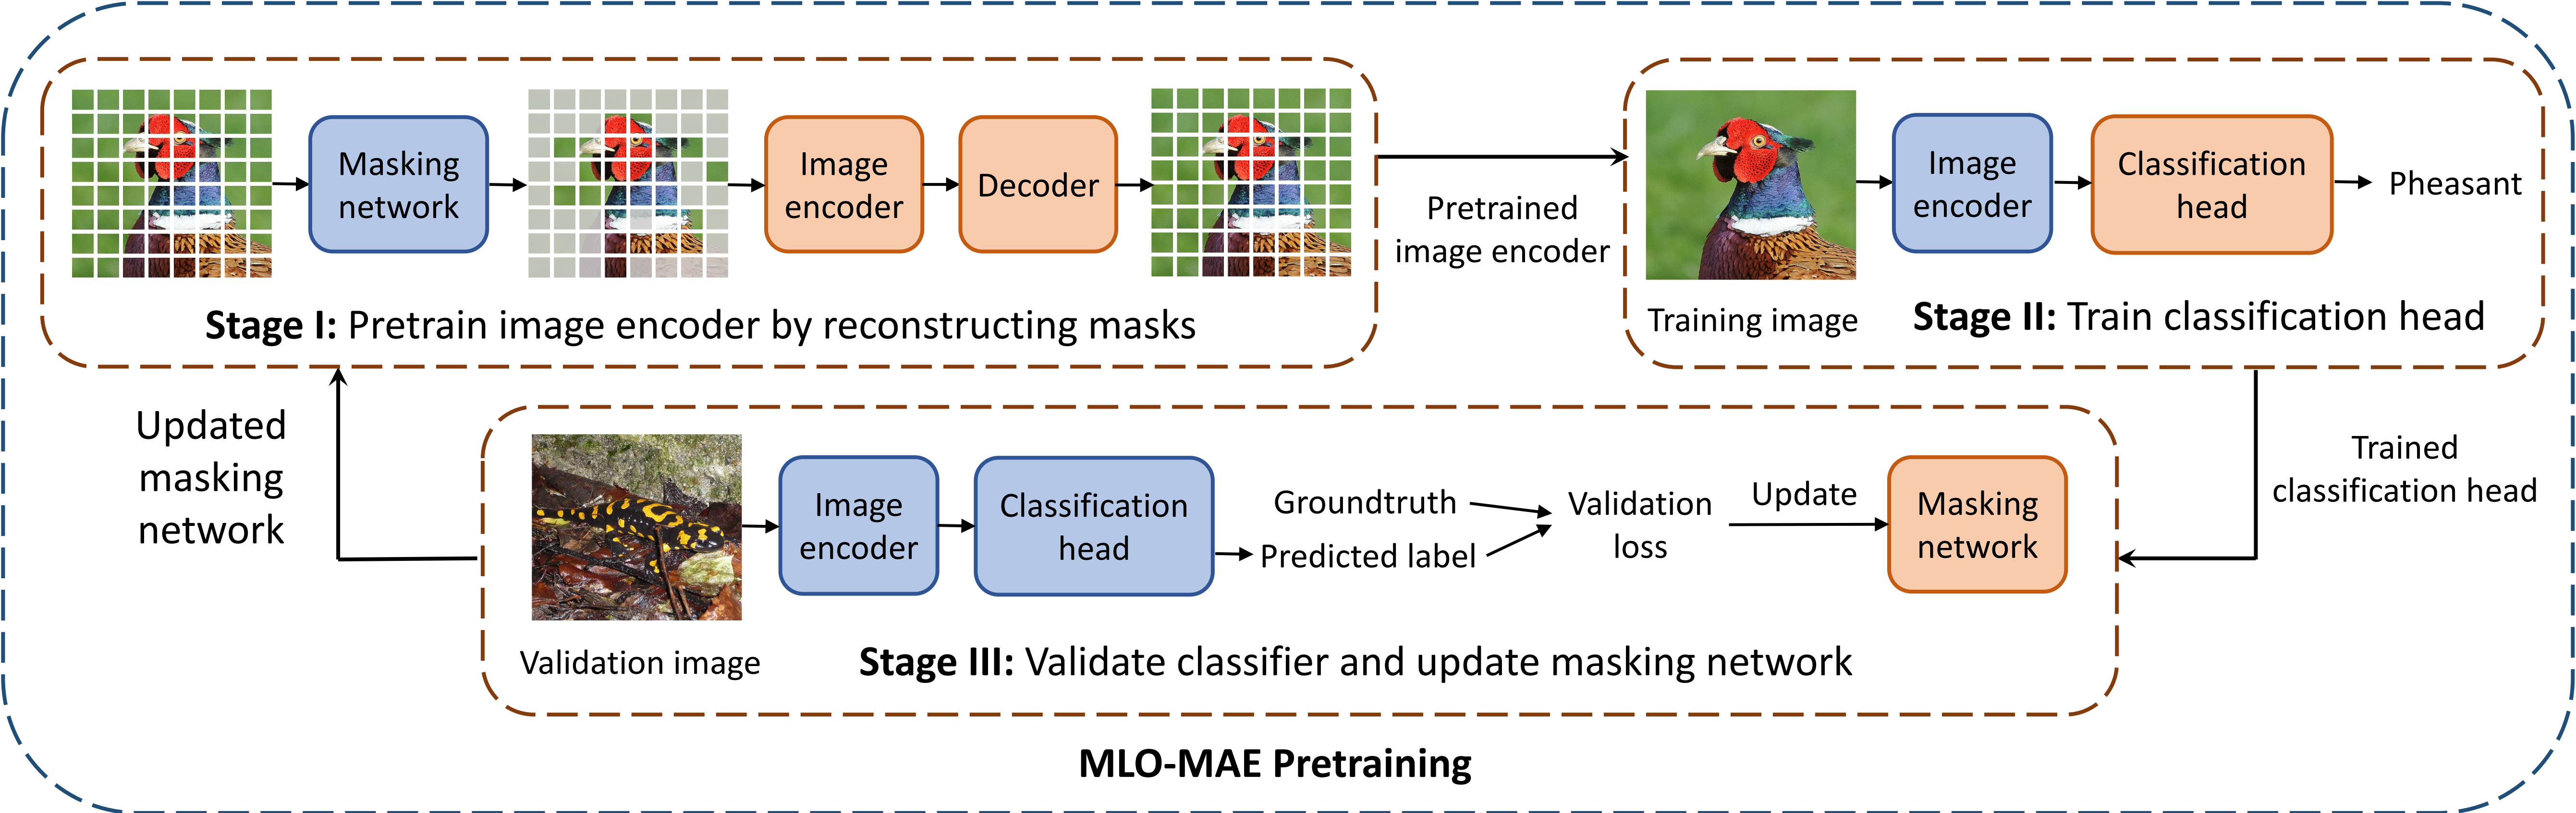 Masking
network
Image
encoder
Decoder
Stage I: Pretrain image encoder by reconstructing masks
Pretrained
image encoder
Training image
Image
encoder
Classification
head
Pheasant
Stage II: Train classification head
Updated
masking
network
Validation image
Image
encoder
Classification
head
Groundtruth
Predicted label
Validation
loss
Update
Masking
network
Stage III: Validate classifier and update masking network
Trained
classification head
MLO-MAE Pretraining